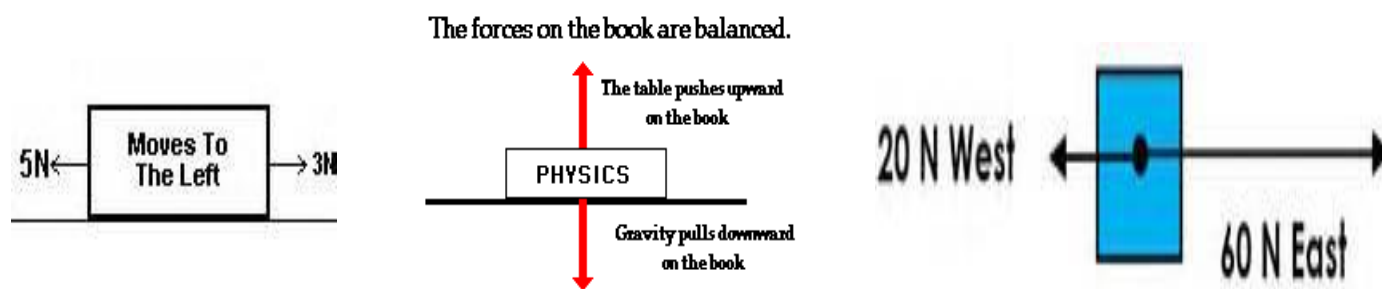 5N
Moves To
The Left
3N
The forces on the book are balanced.
The table pushes upward
on the book
PHYSICS
Gravity pulls downward
on the book
20 N West
60 N East